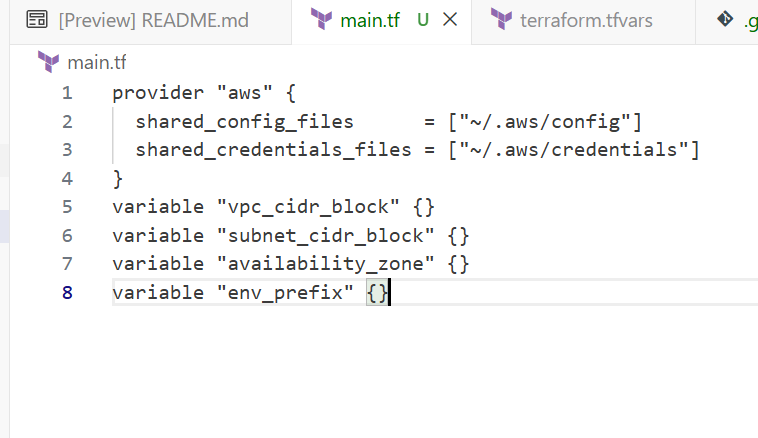 [Preview] README.md main.tf U terraform.tfvars .g
main.tf
1 provider "aws" {
2 shared_config_files = ["~/.aws/config"]
3 shared_credentials_files = ["~/.aws/credentials"]
4 }
5 variable "vpc_cidr_block" {}
6 variable "subnet_cidr_block" {}
7 variable "availability_zone" {}
8 variable "env_prefix" {}